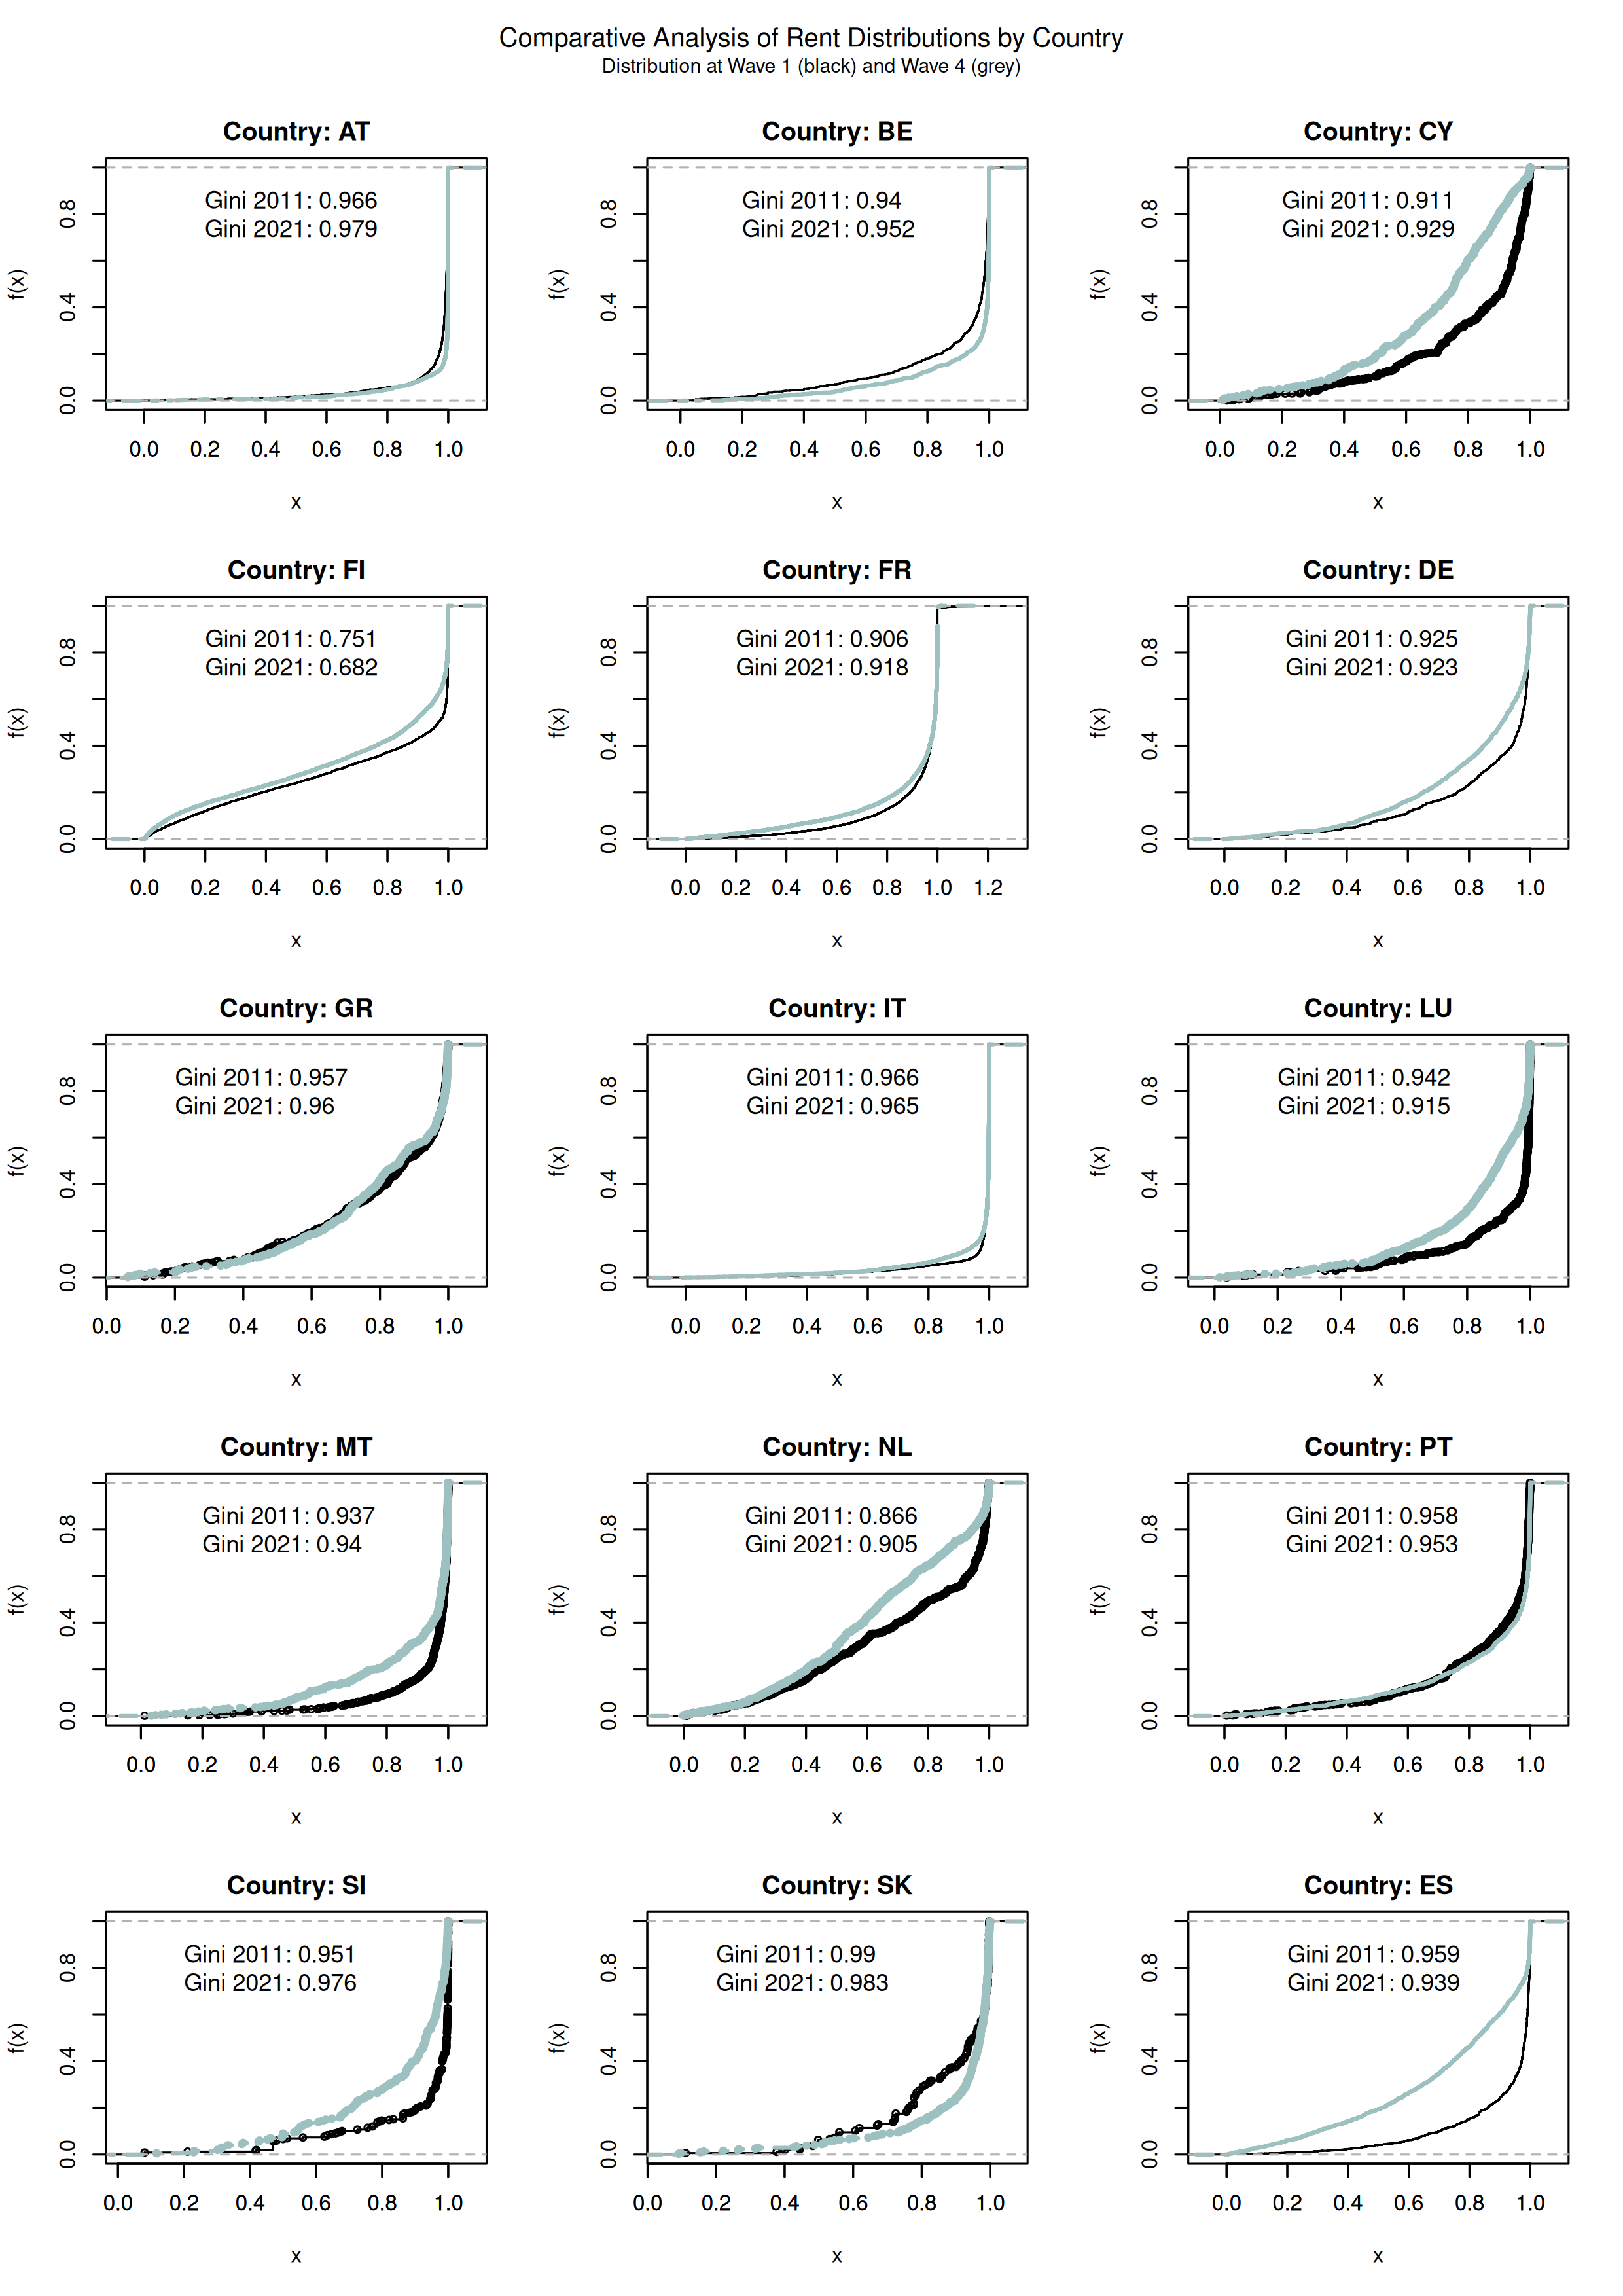 Comparative Analysis of Rent Distributions by Country
Distribution at Wave 1 (black) and Wave 4 (grey)
Country: AT
Gini 2011: 0.966
Gini 2021: 0.979
f(x)
0.0 0.4 0.8
0.0 0.2 0.4 0.6 0.8 1.0
x
Country: BE
Gini 2011: 0.94
Gini 2021: 0.952
f(x)
0.0 0.4 0.8
0.0 0.2 0.4 0.6 0.8 1.0
x
Country: CY
Gini 2011: 0.911
Gini 2021: 0.929
f(x)
0.0 0.4 0.8
0.0 0.2 0.4 0.6 0.8 1.0
x
Country: FI
Gini 2011: 0.751
Gini 2021: 0.682
f(x)
0.0 0.4 0.8
0.0 0.2 0.4 0.6 0.8 1.0
x
Country: FR
Gini 2011: 0.906
Gini 2021: 0.918
f(x)
0.0 0.4 0.8
0.0 0.2 0.4 0.6 0.8 1.0 1.2
x
Country: DE
Gini 2011: 0.925
Gini 2021: 0.923
f(x)
0.0 0.4 0.8
0.0 0.2 0.4 0.6 0.8 1.0
x
Country: GR
Gini 2011: 0.957
Gini 2021: 0.96
f(x)
0.0 0.4 0.8
0.0 0.2 0.4 0.6 0.8 1.0
x
Country: IT
Gini 2011: 0.966
Gini 2021: 0.965
f(x)
0.0 0.4 0.8
0.0 0.2 0.4 0.6 0.8 1.0
x
Country: LU
Gini 2011: 0.942
Gini 2021: 0.915
f(x)
0.0 0.4 0.8
0.0 0.2 0.4 0.6 0.8 1.0
x
Country: MT
Gini 2011: 0.937
Gini 2021: 0.94
f(x)
0.0 0.4 0.8
0.0 0.2 0.4 0.6 0.8 1.0
x
Country: NL
Gini 2011: 0.866
Gini 2021: 0.905
f(x)
0.0 0.4 0.8
0.0 0.2 0.4 0.6 0.8 1.0
x
Country: PT
Gini 2011: 0.958
Gini 2021: 0.953
f(x)
0.0 0.4 0.8
0.0 0.2 0.4 0.6 0.8 1.0
x
Country: SI
Gini 2011: 0.951
Gini 2021: 0.976
f(x)
0.0 0.4 0.8
0.0 0.2 0.4 0.6 0.8 1.0
x
Country: SK
Gini 2011: 0.99
Gini 2021: 0.983
f(x)
0.0 0.4 0.8
0.0 0.2 0.4 0.6 0.8 1.0
x
Country: ES
Gini 2011: 0.959
Gini 2021: 0.939
f(x)
0.0 0.4 0.8
0.0 0.2 0.4 0.6 0.8 1.0
x